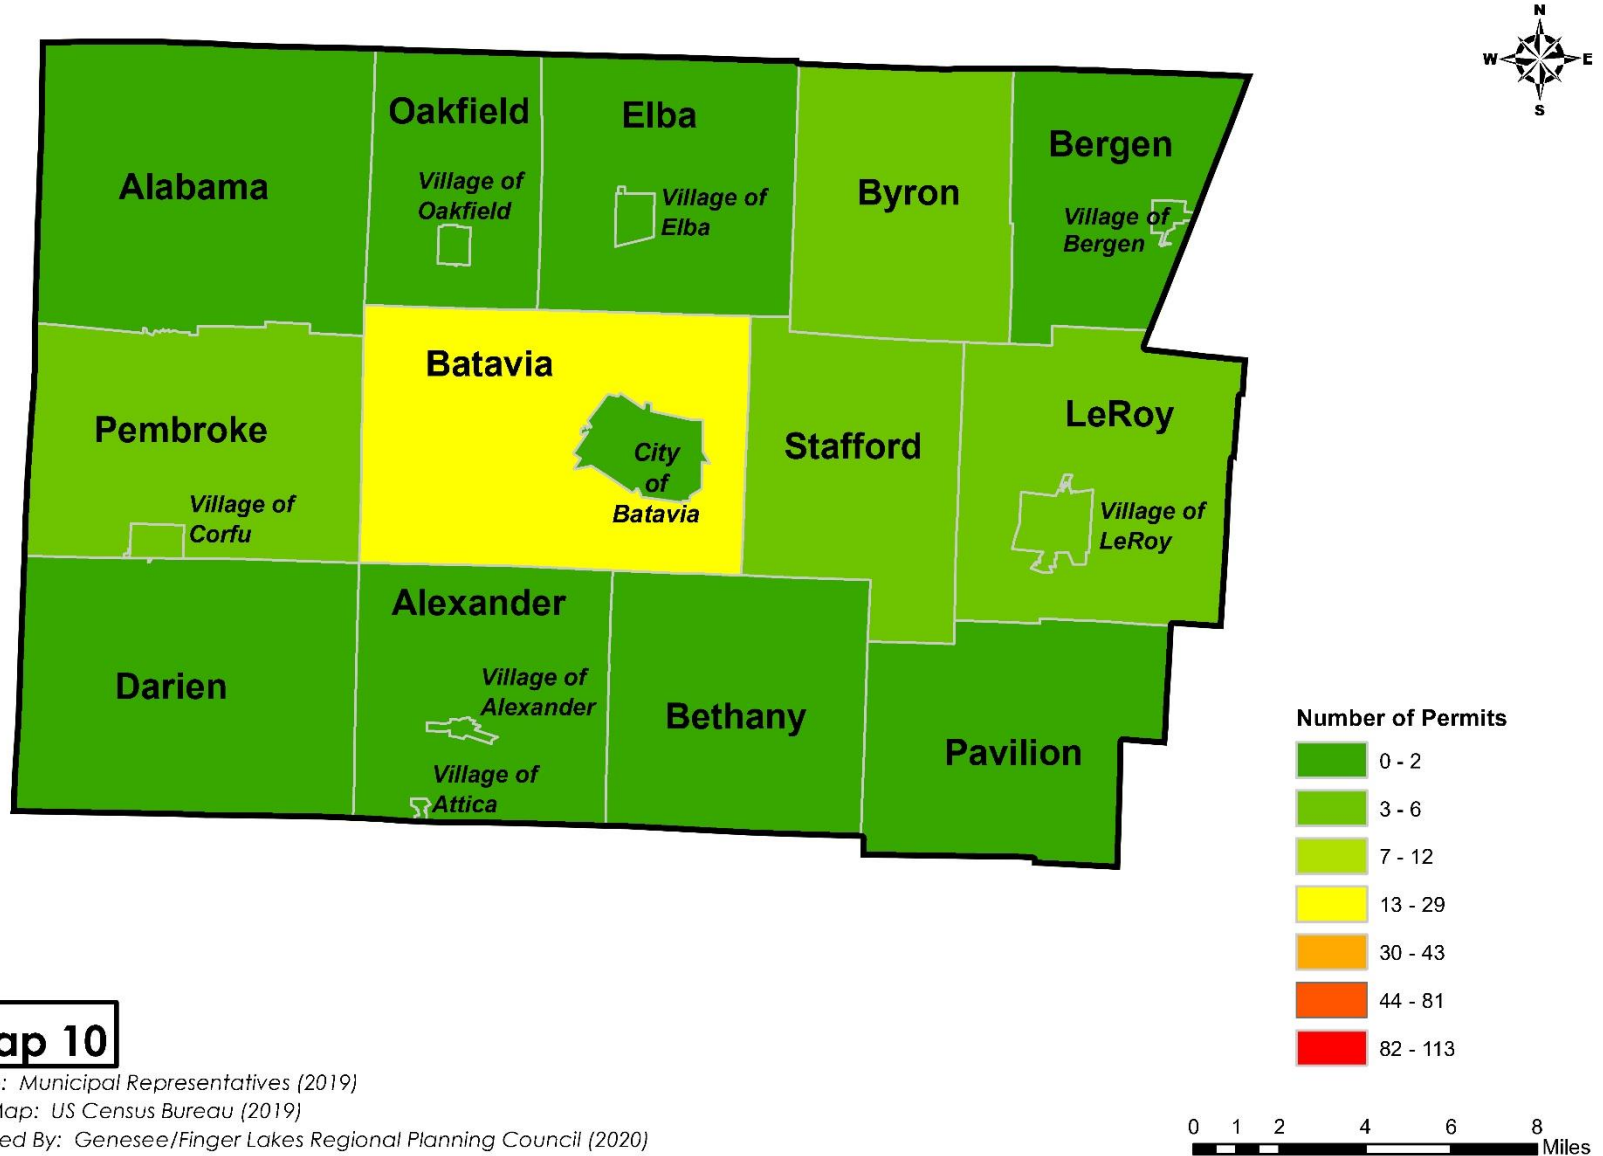 N
W E
S
Oakfield
Elba
Bergen
Alabama
Byron
Village of
Oakfield
Village of
Elba
Village of
Bergen
Batavia
LeRoy
Pembroke
Stafford
City
of
Batavia
Village of
Corfu
Village of
LeRoy
Alexander
Darien
Village of
Alexander
Bethany
Pavilion
Village of
Attica
Number of Permits
0 - 2
3 - 6
7 - 12
13 - 29
30 - 43
44 - 81
82 - 113
ap 10
: Municipal Representatives (2019)
Map: US Census Bureau (2019)
ed By: Genesee/Finger Lakes Regional Planning Council (2020)
0 1 2 4 6 8
Miles